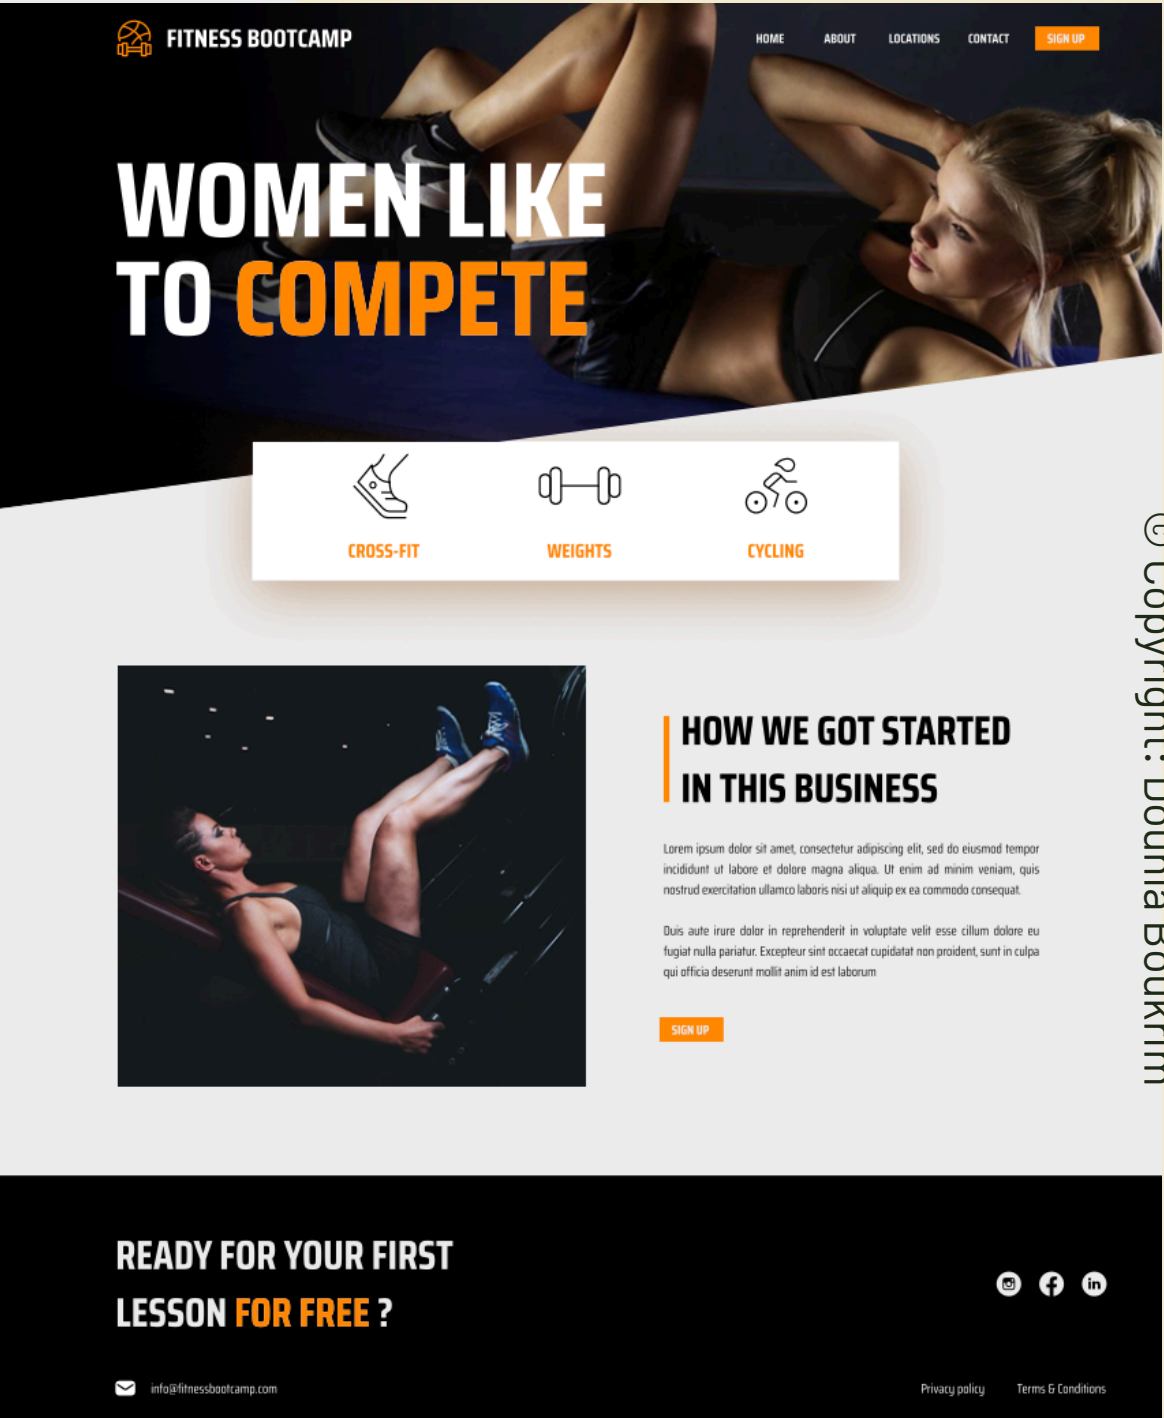 FITNESS BOOTCAMP
HOME ABOUT LOCATIONS CONTACT SIGN UP
WOMEN LIKE
TO COMPETE
CROSS-FIT WEIGHTS CYCLING
HOW WE GOT STARTED
IN THIS BUSINESS
Lorem ipsum dolor sit amet, consectetur adipiscing elit, sed do eiusmod tempor
incididunt ut labore et dolore magna aliqua. Ut enim ad minim veniam, quis
nostrud exercitation ullamco laboris nisi ut aliquip ex ea commodo consequat.
Duis aute irure dolor in reprehenderit in voluptate velit esse cillum dolore eu
fugiat nulla pariatur. Excepteur sint occaecat cupidatat non proident, sunt in culpa
qui officia deserunt mollit anim id est laborum
SIGN UP
© Copyright: Dounia Boukrim
READY FOR YOUR FIRST
LESSON FOR FREE ?
info@fitnessbootcamp.com
Privacy policy Terms & Conditions